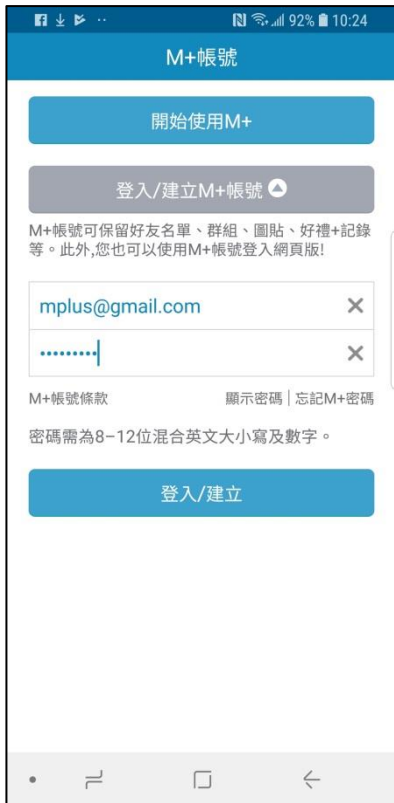 92% 10:24
M+帳號
開始使用M+
登入/建立M+帳號
M+帳號可保留好友名單、群組、圖貼、好禮+記錄
等。此外,您也可以使用M+帳號登入網頁版!
mplus@gmail.com
•••••••••
M+帳號條款 顯示密碼 | 忘記M+密碼
密碼需為8–12位混合英文大小寫及數字。
登入/建立